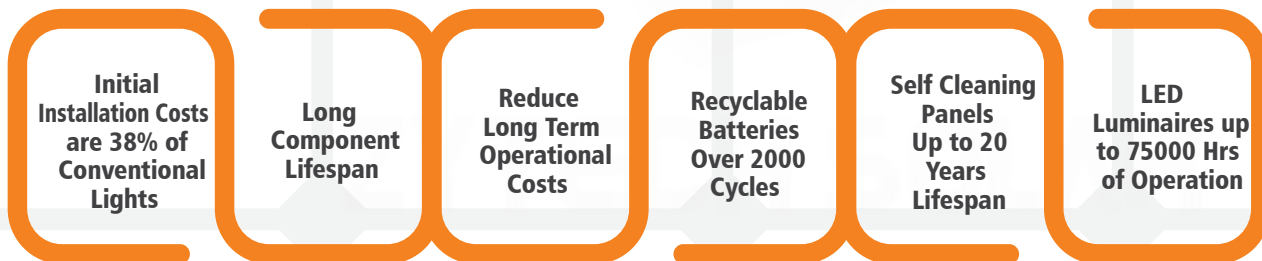 Initial
Installation Costs
are 38% of
Conventional
Lights
Long
Component
Lifespan
Reduce
Long Term
Operational
Costs
Recyclable
Batteries
Over 2000
Cycles
Self Cleaning
Panels
Up to 20
Years
Lifespan
LED
Luminaires up
to 75000 Hrs
of Operation